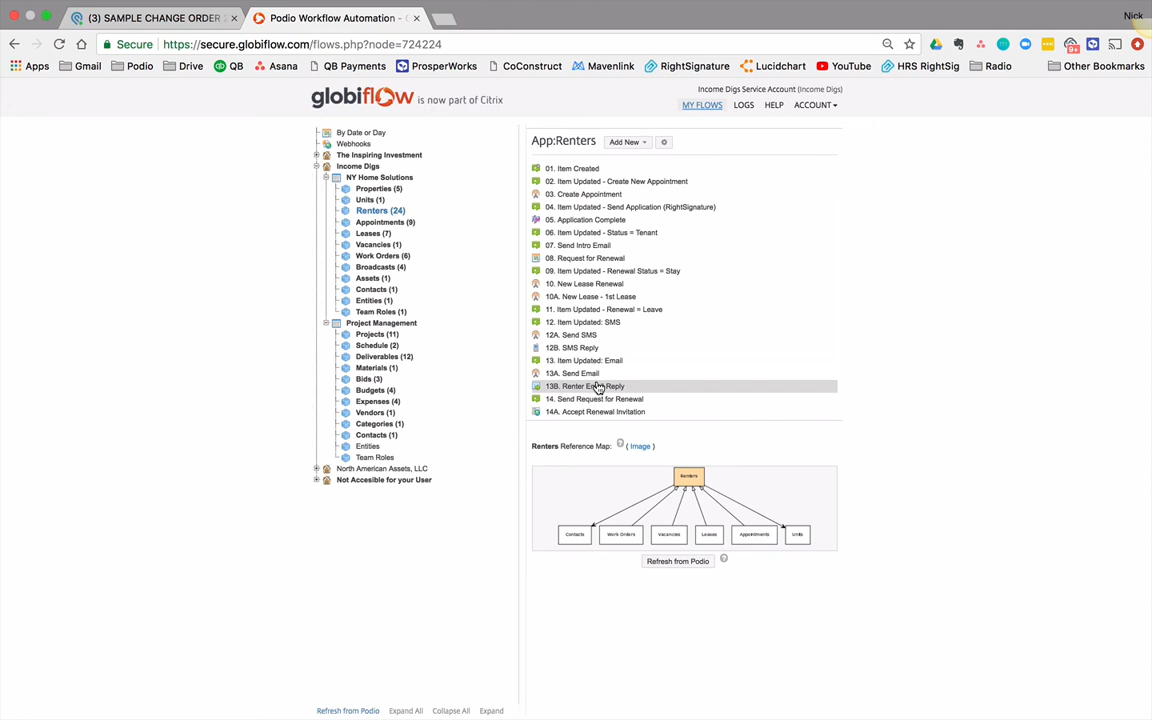 (3) SAMPLE CHANGE ORDER
Podio Workflow Automation -
Nick
Secure
https://secure.globiflow.com/flows.php?node=724224
Apps
Gmail
Podio
Drive
QB
Asana
QB Payments
ProsperWorks
CoConstruct
Mavenlink
RightSignature
Lucidchart
YouTube
HRS RightSig
Radio
Other Bookmarks
globiflow is now part of Citrix
Income Digs Service Account (Income Digs)
MY FLOWS LOGS HELP ACCOUNT
By Date or Day
Webhooks
The Inspiring Investment
Income Digs
NY Home Solutions
Properties (5)
Units (1)
Renters (24)
Appointments (9)
Leases (7)
Vacancies (1)
Work Orders (6)
Broadcasts (4)
Assets (1)
Contacts (1)
Entities (1)
Team Roles (1)
Project Management
Projects (11)
Schedule (2)
Deliverables (12)
Materials (1)
Bids (3)
Budgets (4)
Expenses (4)
Vendors (1)
Categories (1)
Contacts (1)
Entities
Team Roles
North American Assets, LLC
Not Accesible for your User
App:Renters
Add New
01. Item Created
02. Item Updated - Create New Appointment
03. Create Appointment
04. Item Updated - Send Application (RightSignature)
05. Application Complete
06. Item Updated - Status = Tenant
07. Send Intro Email
08. Request for Renewal
09. Item Updated - Renewal Status = Stay
10. New Lease Renewal
10A. New Lease - 1st Lease
11. Item Updated - Renewal = Leave
12. Item Updated: SMS
12A. Send SMS
12B. SMS Reply
13. Item Updated: Email
13A. Send Email
13B. Renter Email Reply
14. Send Request for Renewal
14A. Accept Renewal Invitation
Renters Reference Map: ? ( Image )
Renters
Contacts
Work Orders
Vacancies
Leases
Appointments
Units
Refresh from Podio
?
Refresh from Podio Expand All Collapse All Expand